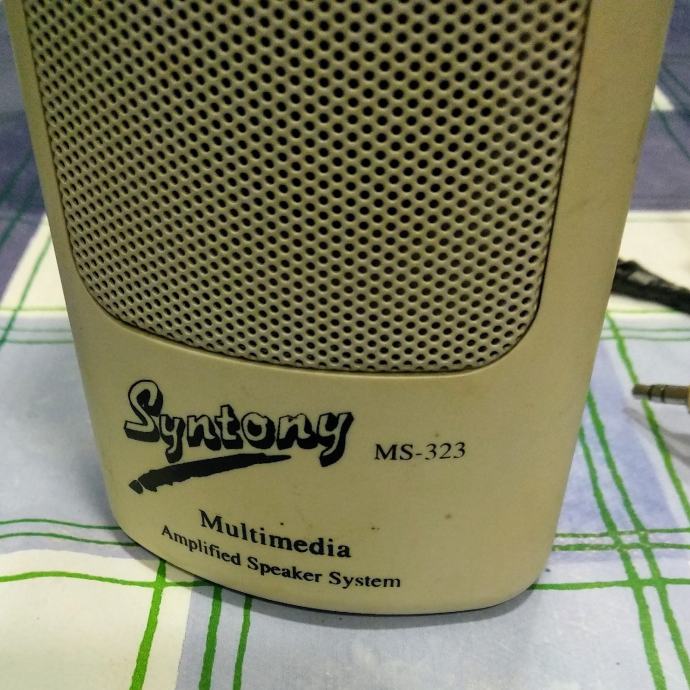 Syntony MS-323
Multimedia
Amplified Speaker System